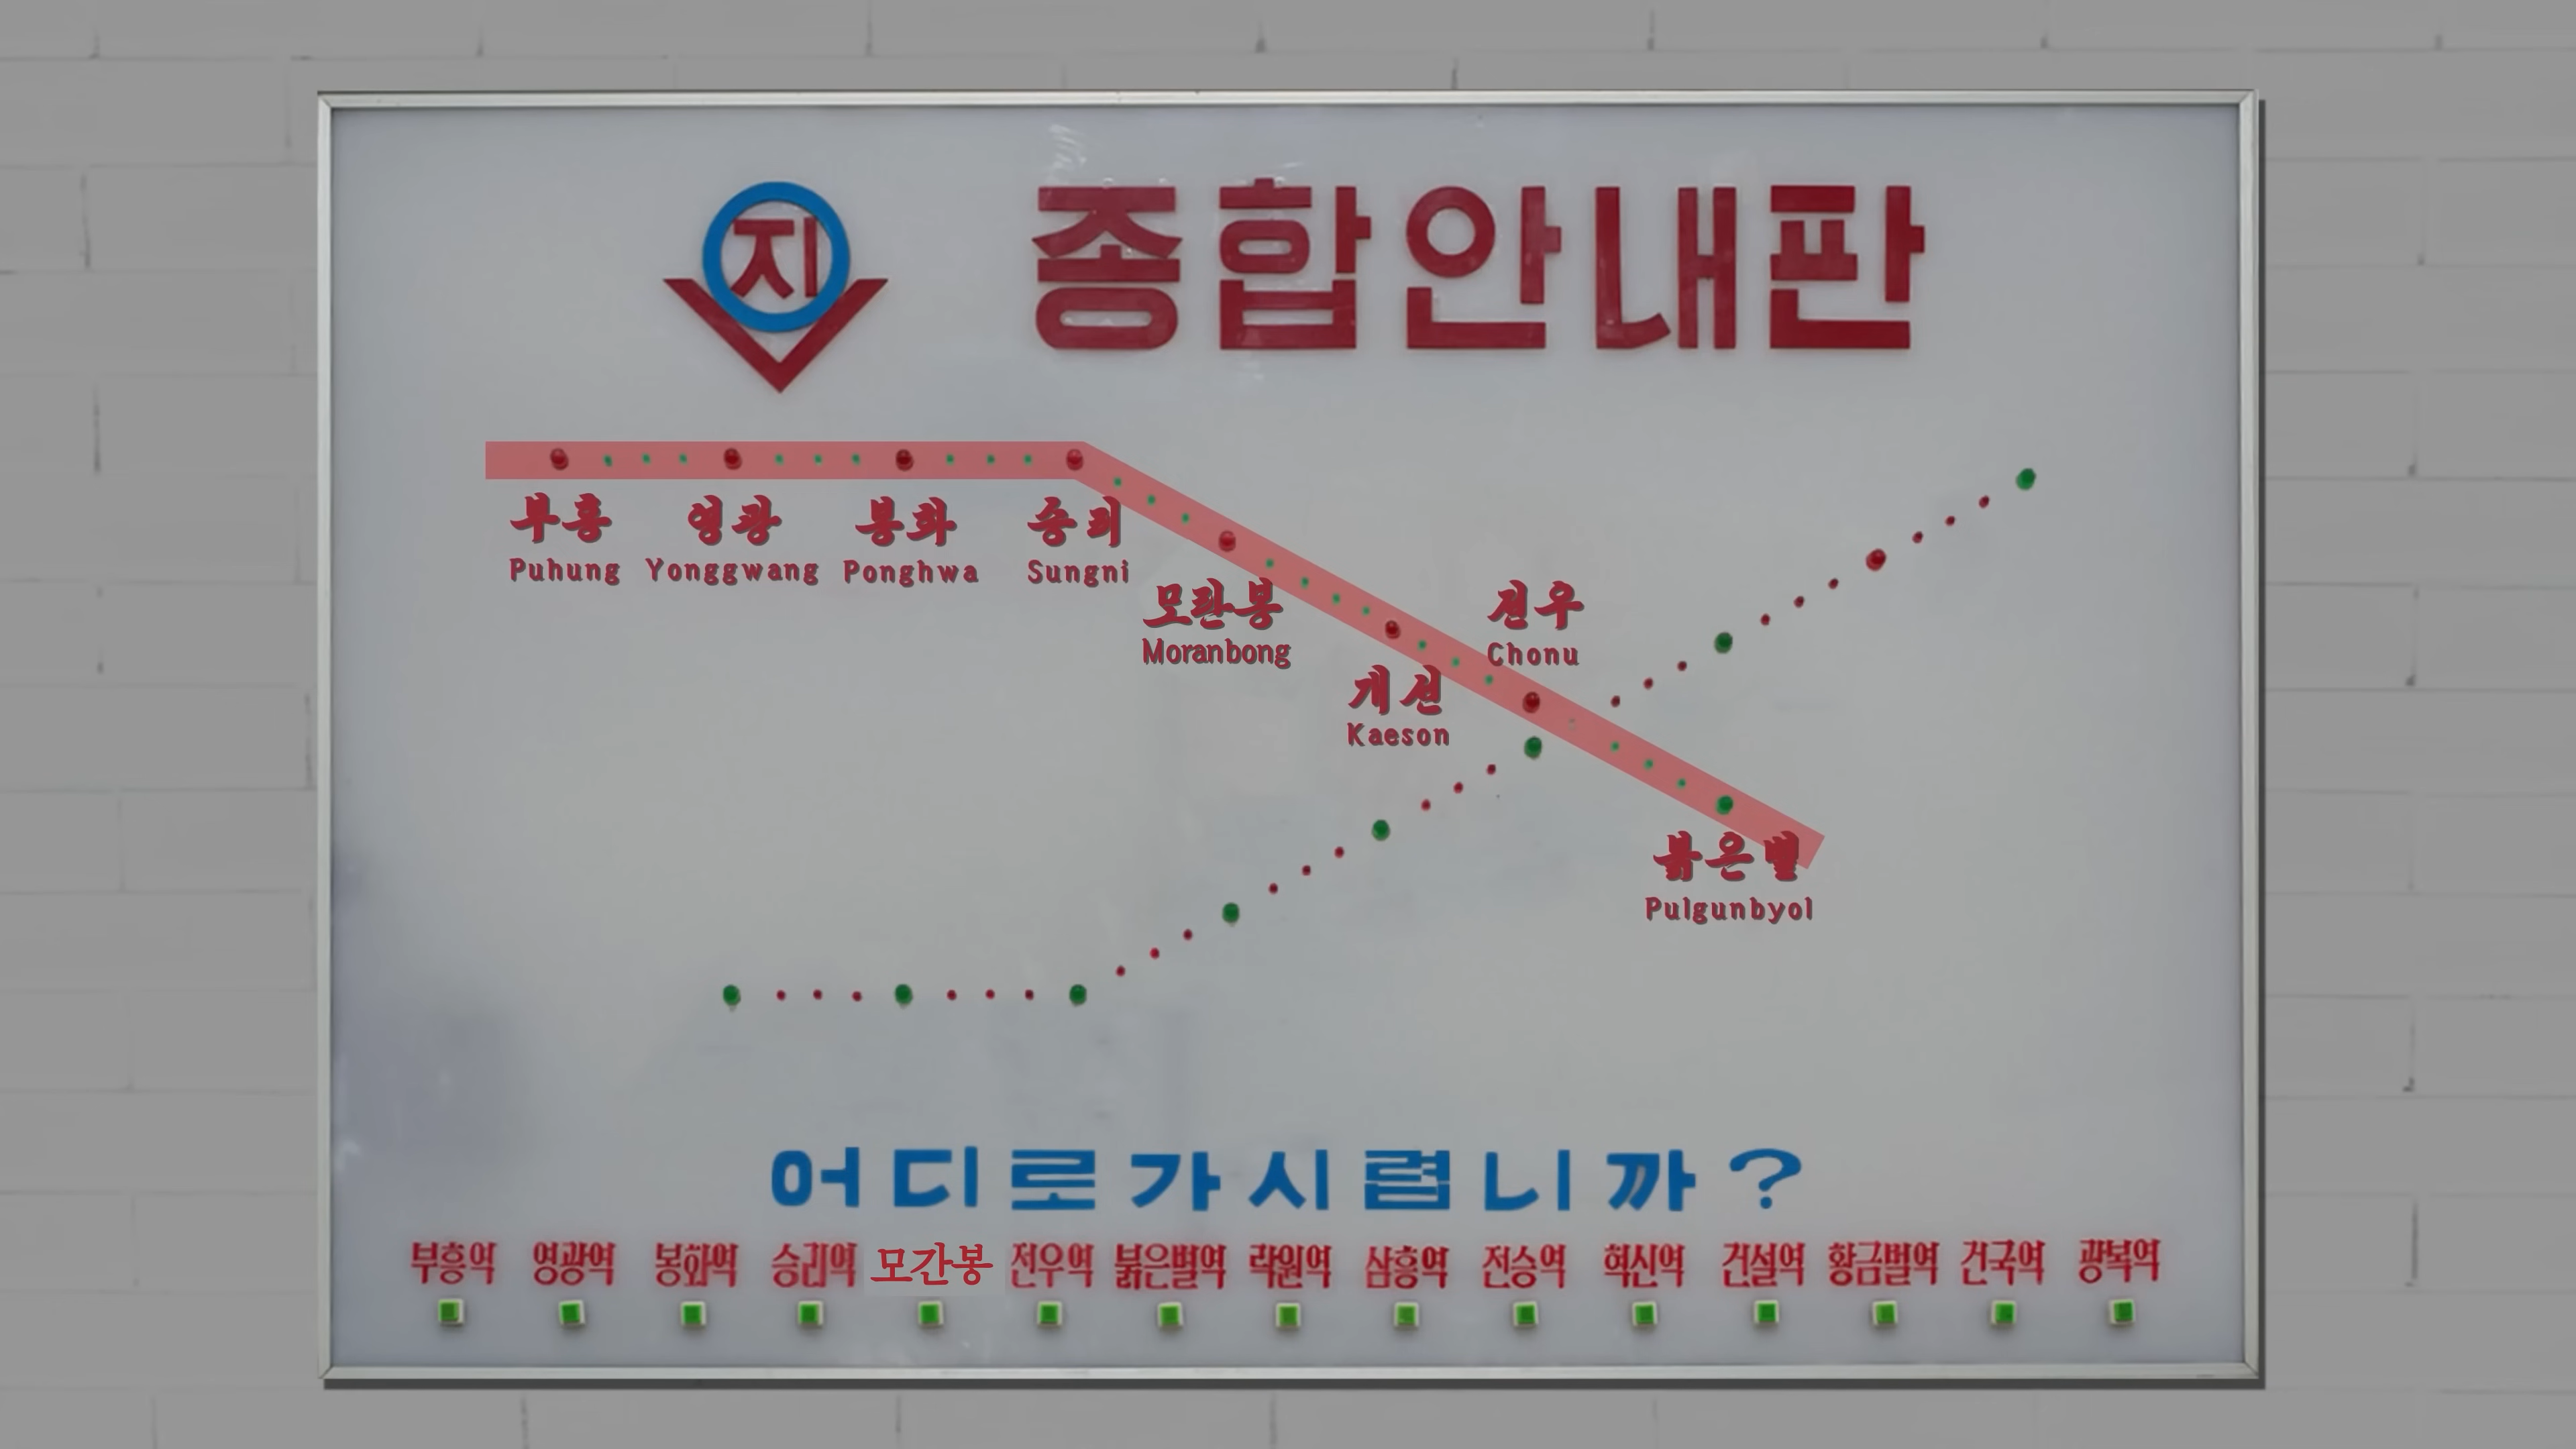 지
종합안내판
부흥 영광 봉화 승리
Puhung Yonggwang Ponghwa Sungni
모란봉 전우
Moranbong Chonu
개선
Kaeson
붉은별
Pulgunbyol
어디로가시렵니까?
부흥역 영광역 봉화역 승리역 모간봉 전우역 붉은별역 락원역 삼흥역 전승역 혁신역 건설역 황금벌역 건국역 광복역